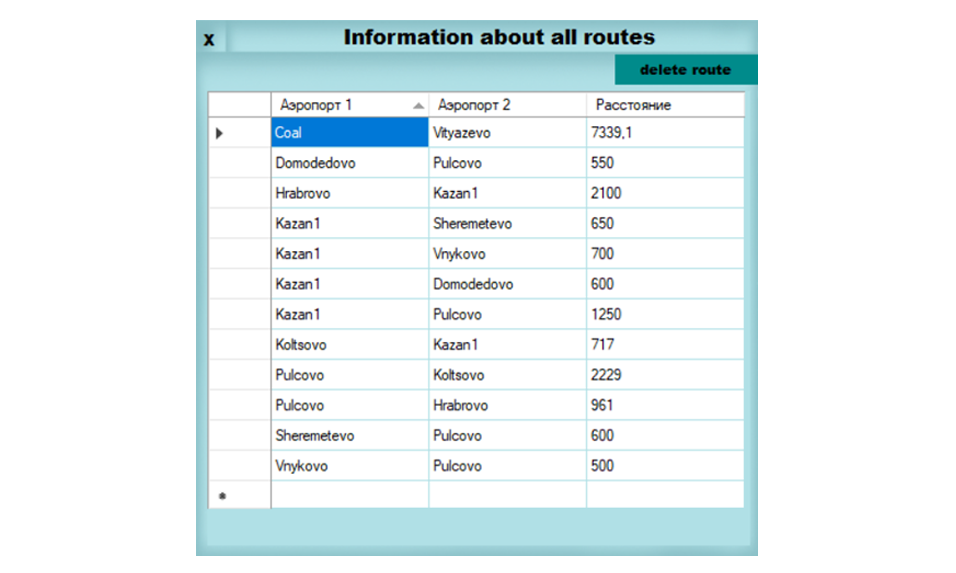 x Information about all routes
delete route
Аэропорт 1 Аэропорт 2 Расстояние
Coal Vityazevo 7339,1
Domodedovo Pulcovo 550
Hrabrovo Kazan1 2100
Kazan1 Sheremetevo 650
Kazan1 Vnykovo 700
Kazan1 Domodedovo 600
Kazan1 Pulcovo 1250
Koltsovo Kazan1 717
Pulcovo Koltsovo 2229
Pulcovo Hrabrovo 961
Sheremetevo Pulcovo 600
Vnykovo Pulcovo 500